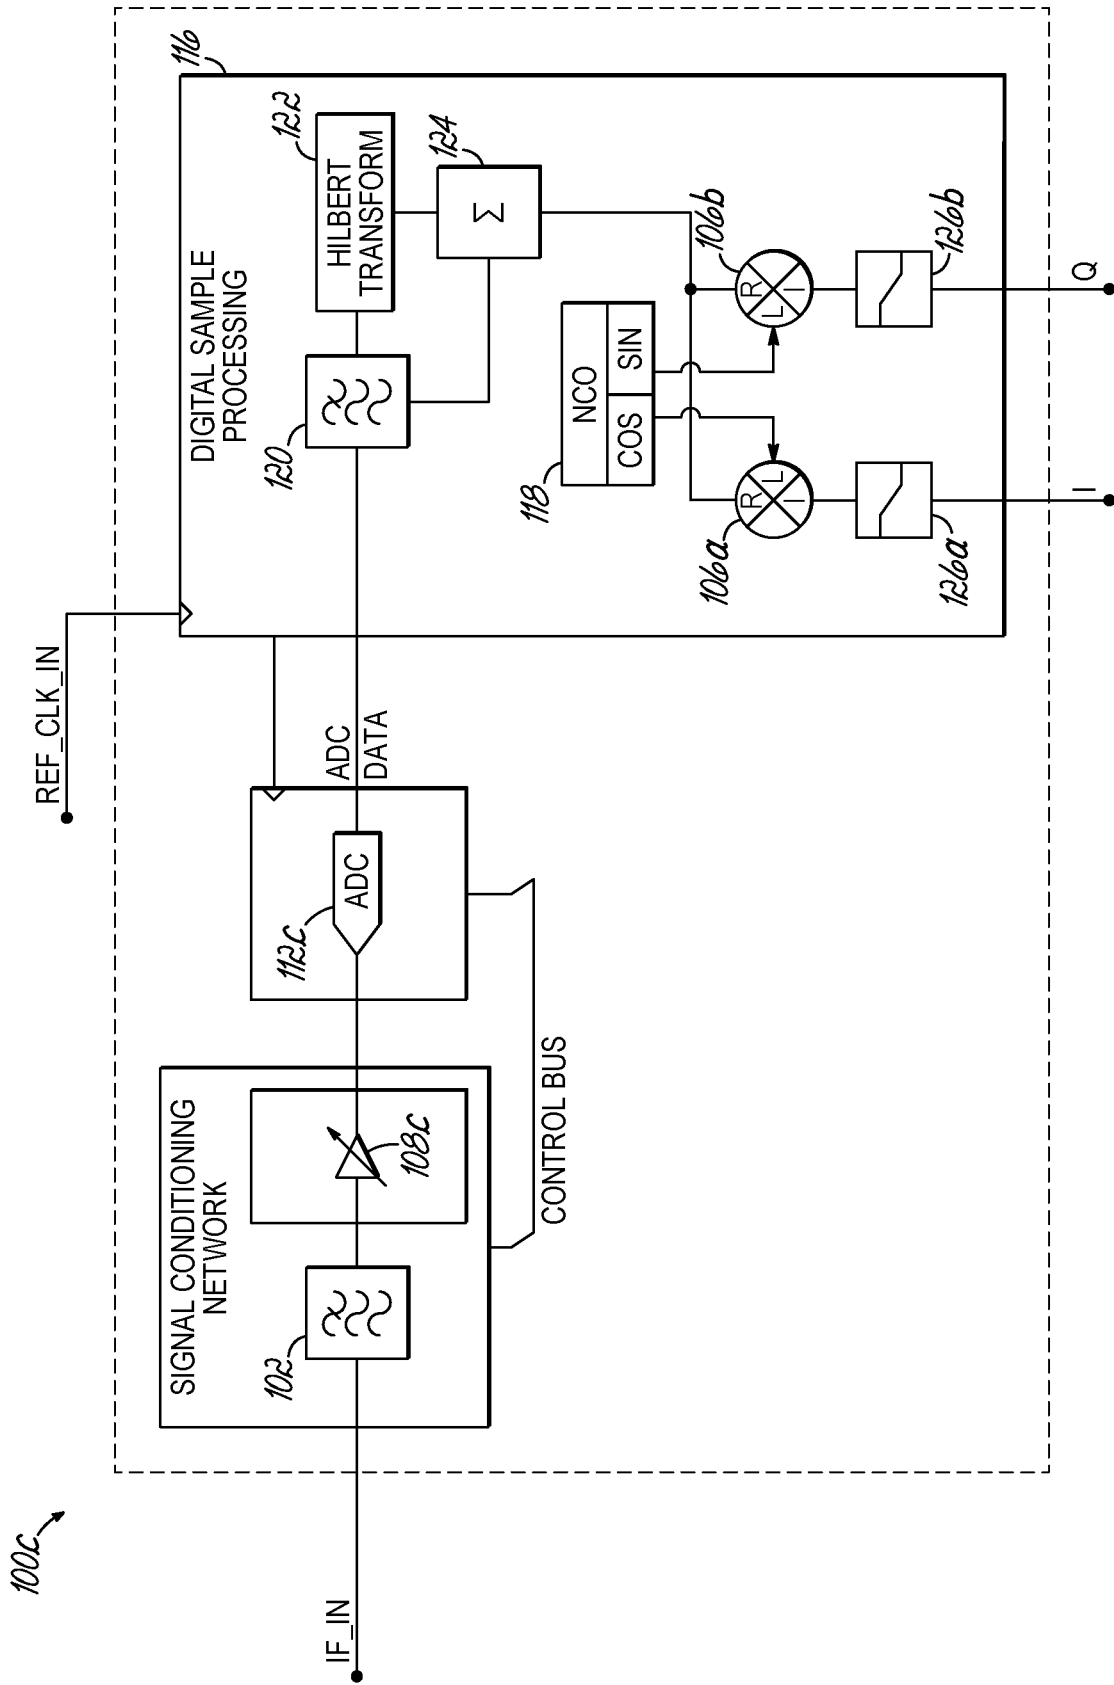 100c
IF_IN
SIGNAL CONDITIONING
NETWORK
102
108c
CONTROL BUS
112c
ADC
ADC
DATA
REF_CLK_IN
116
DIGITAL SAMPLE
PROCESSING
120
122
HILBERT
TRANSFORM
124
Σ
118
NCO
COS
SIN
106a
R
L
I
106b
R
L
I
126a
126b
I
Q